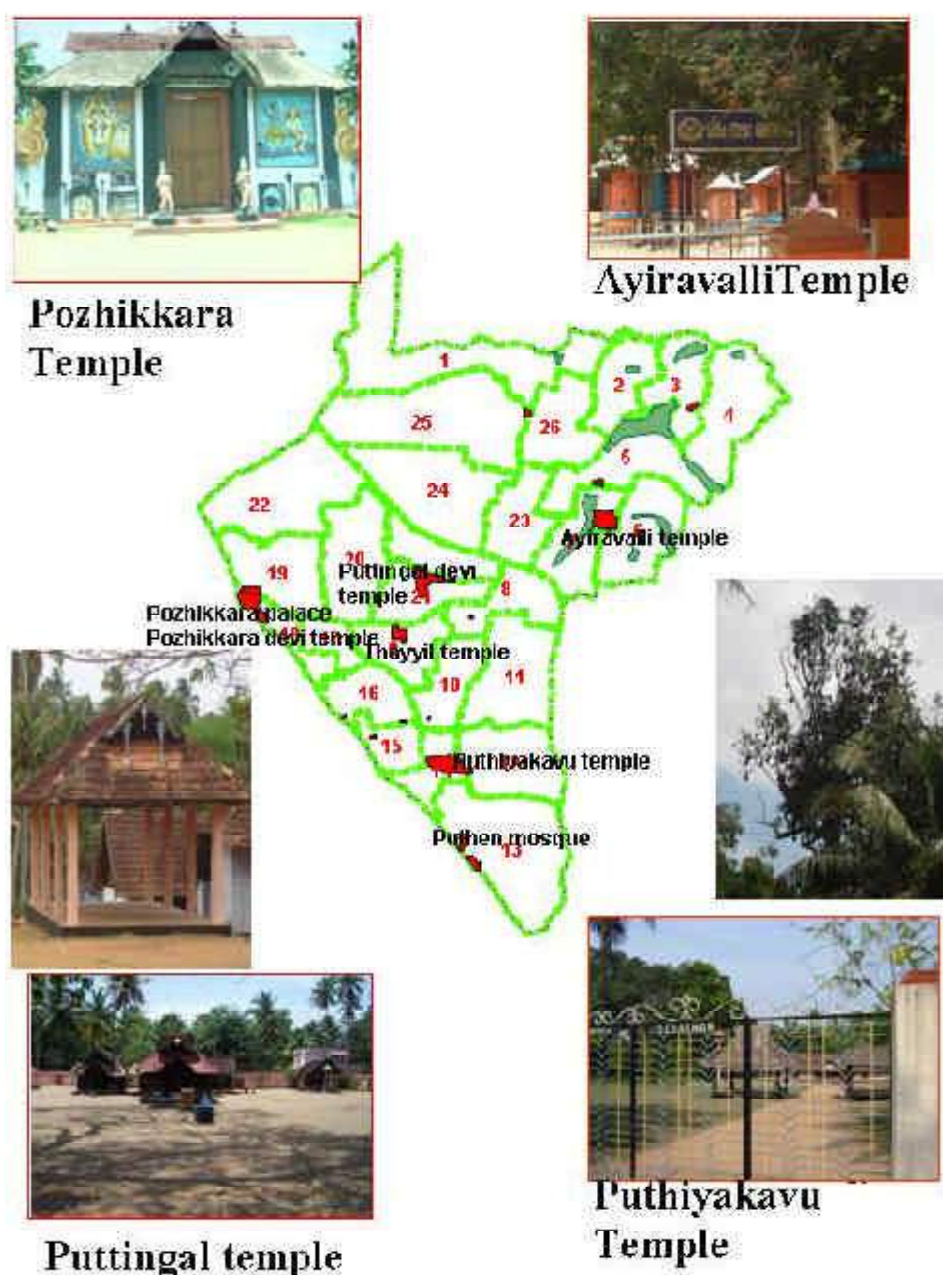 Pozhikkara
Temple
AyiravalliTemple
1
2
3
4
25
26
6
24
22
23
Ayiravalli temple
20
19
Puttingal devi
temple
21
8
Pozhikkara palace
Pozhikkara devi temple
Thayyil temple
16
10
11
15
Puthiyakavu temple
Puthen mosque
13
Puttingal temple
Puthiyakavu
Temple